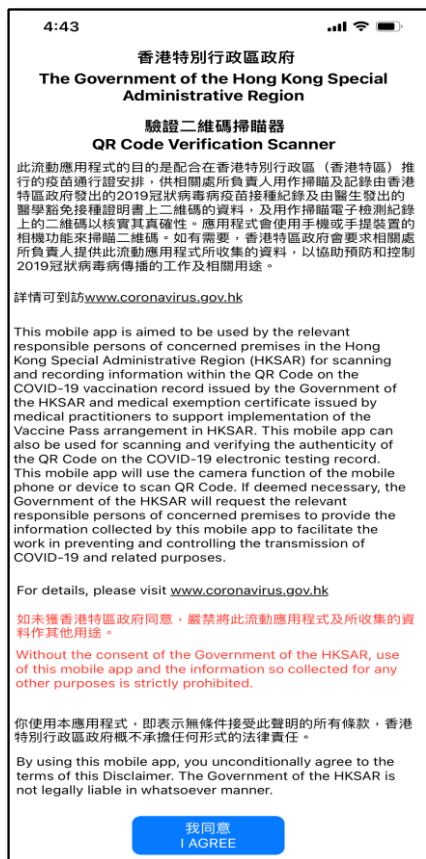 4:43
香港特別行政區政府
The Government of the Hong Kong Special
Administrative Region
驗證二維碼掃瞄器
QR Code Verification Scanner
此流動應用程式的目的是配合在香港特別行政區（香港特區）推
行的疫苗通行證安排，供相關處所負責人用作掃瞄及記錄由香港
特區政府發出的2019冠狀病毒病疫苗接種紀錄及由醫生發出的
醫學豁免接種證明書上二維碼的資料，及用作掃瞄電子檢測紀錄
上的二維碼以核實其真確性。應用程式會使用手機或手提裝置的
相機功能來掃瞄二維碼。如有需要，香港特區政府會要求相關處
所負責人提供此流動應用程式所收集的資料，以協助預防和控制
2019冠狀病毒病傳播的工作及相關用途。
詳情可到訪www.coronavirus.gov.hk
This mobile app is aimed to be used by the relevant
responsible persons of concerned premises in the Hong
Kong Special Administrative Region (HKSAR) for scanning
and recording information within the QR Code on the
COVID-19 vaccination record issued by the Government of
the HKSAR and medical exemption certificate issued by
medical practitioners to support implementation of the
Vaccine Pass arrangement in HKSAR. This mobile app can
also be used for scanning and verifying the authenticity of
the QR Code on the COVID-19 electronic testing record.
This mobile app will use the camera function of the mobile
phone or device to scan QR Code. If deemed necessary, the
Government of the HKSAR will request the relevant
responsible persons of concerned premises to provide the
information collected by this mobile app to facilitate the
work in preventing and controlling the transmission of
COVID-19 and related purposes.
For details, please visit www.coronavirus.gov.hk
如未獲香港特區政府同意，嚴禁將此流動應用程式及所收集的資
料作其他用途。
Without the consent of the Government of the HKSAR, use
of this mobile app and the information so collected for any
other purposes is strictly prohibited.
你使用本應用程式，即表示無條件接受此聲明的所有條款，香港
特別行政區政府概不承擔任何形式的法律責任。
By using this mobile app, you unconditionally agree to the
terms of this Disclaimer. The Government of the HKSAR is
not legally liable in whatsoever manner.
我同意
I AGREE